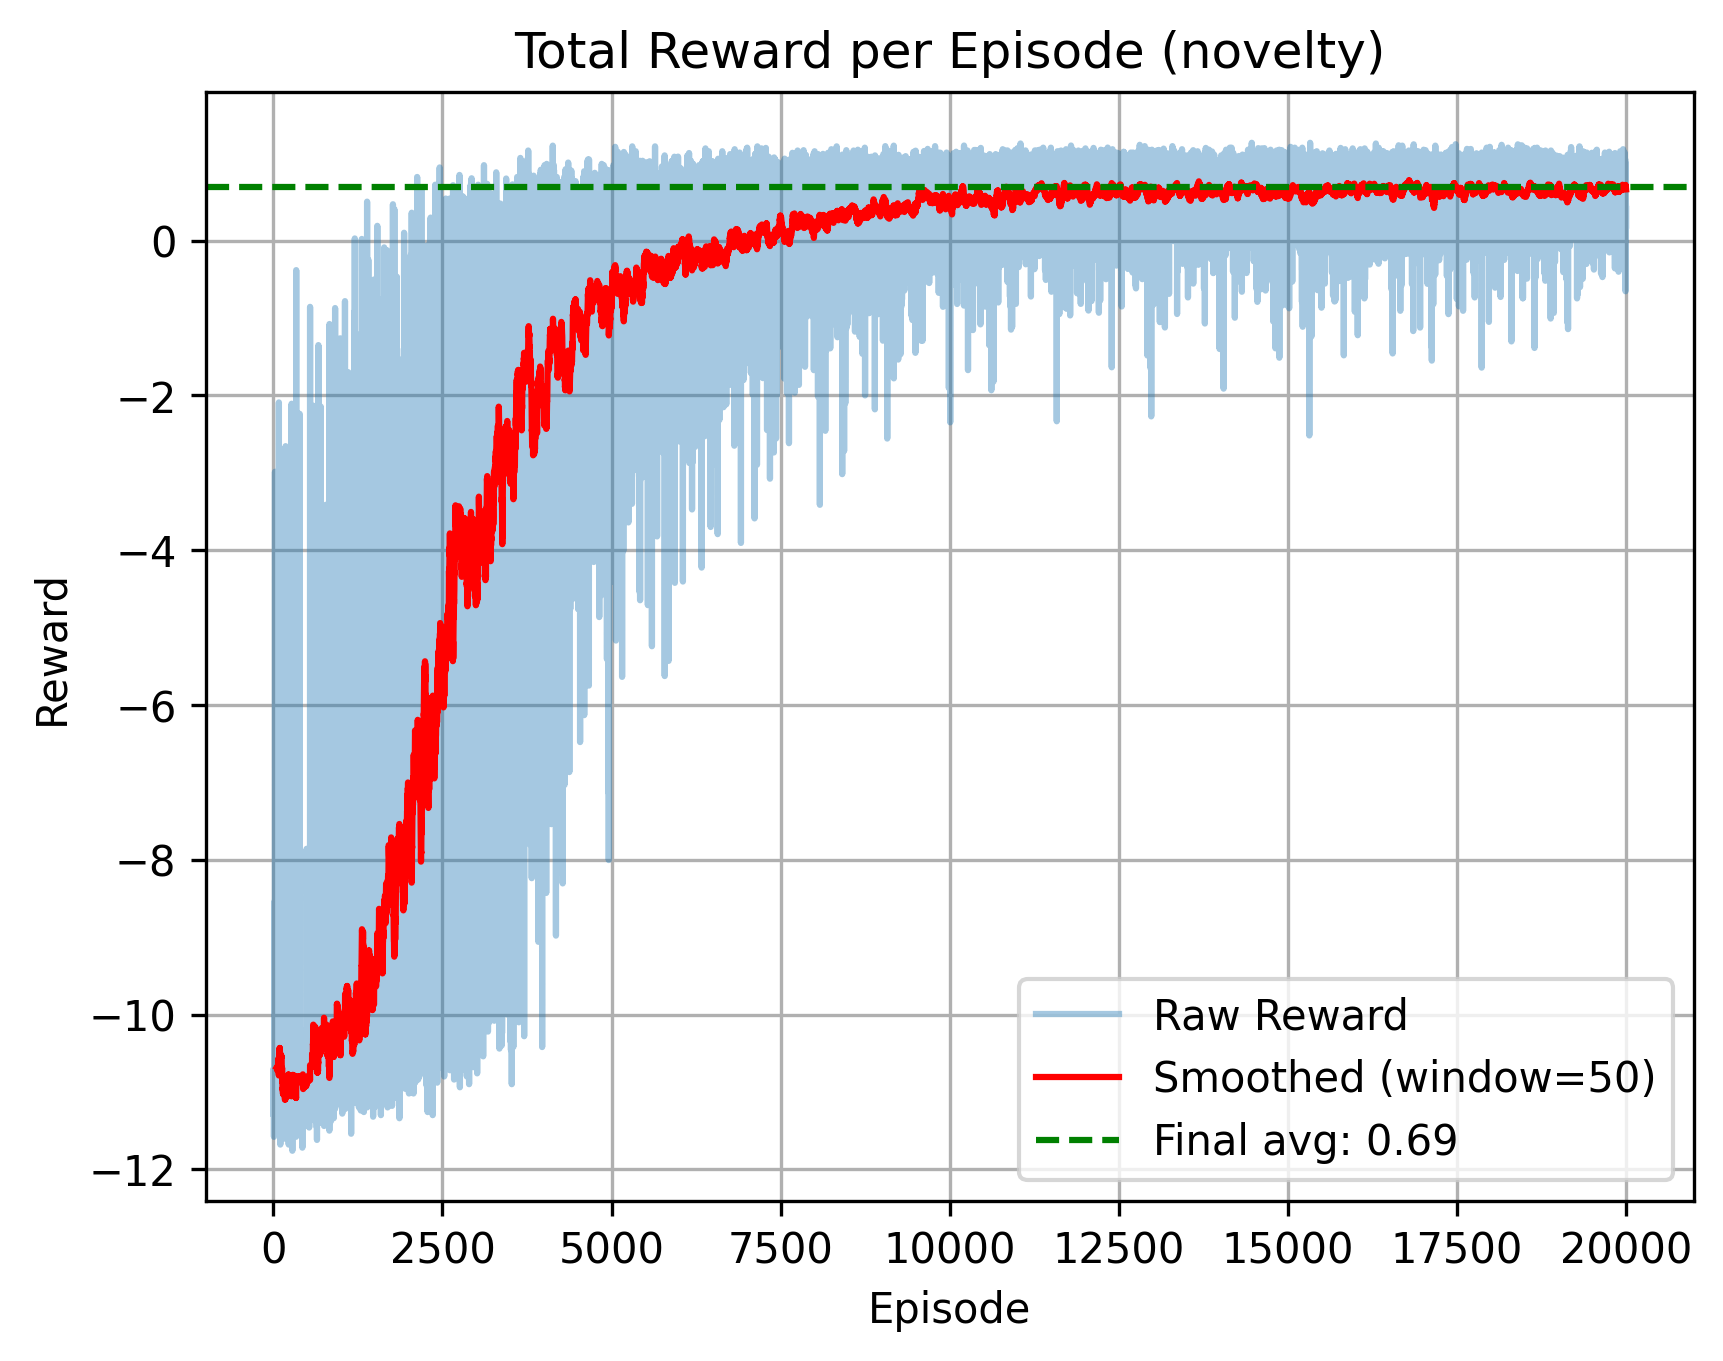 Total Reward per Episode (novelty)
0
−2
−4
−6
−8
−10
−12
Reward
Raw Reward
Smoothed (window=50)
Final avg: 0.69
0 2500 5000 7500 10000 12500 15000 17500 20000
Episode